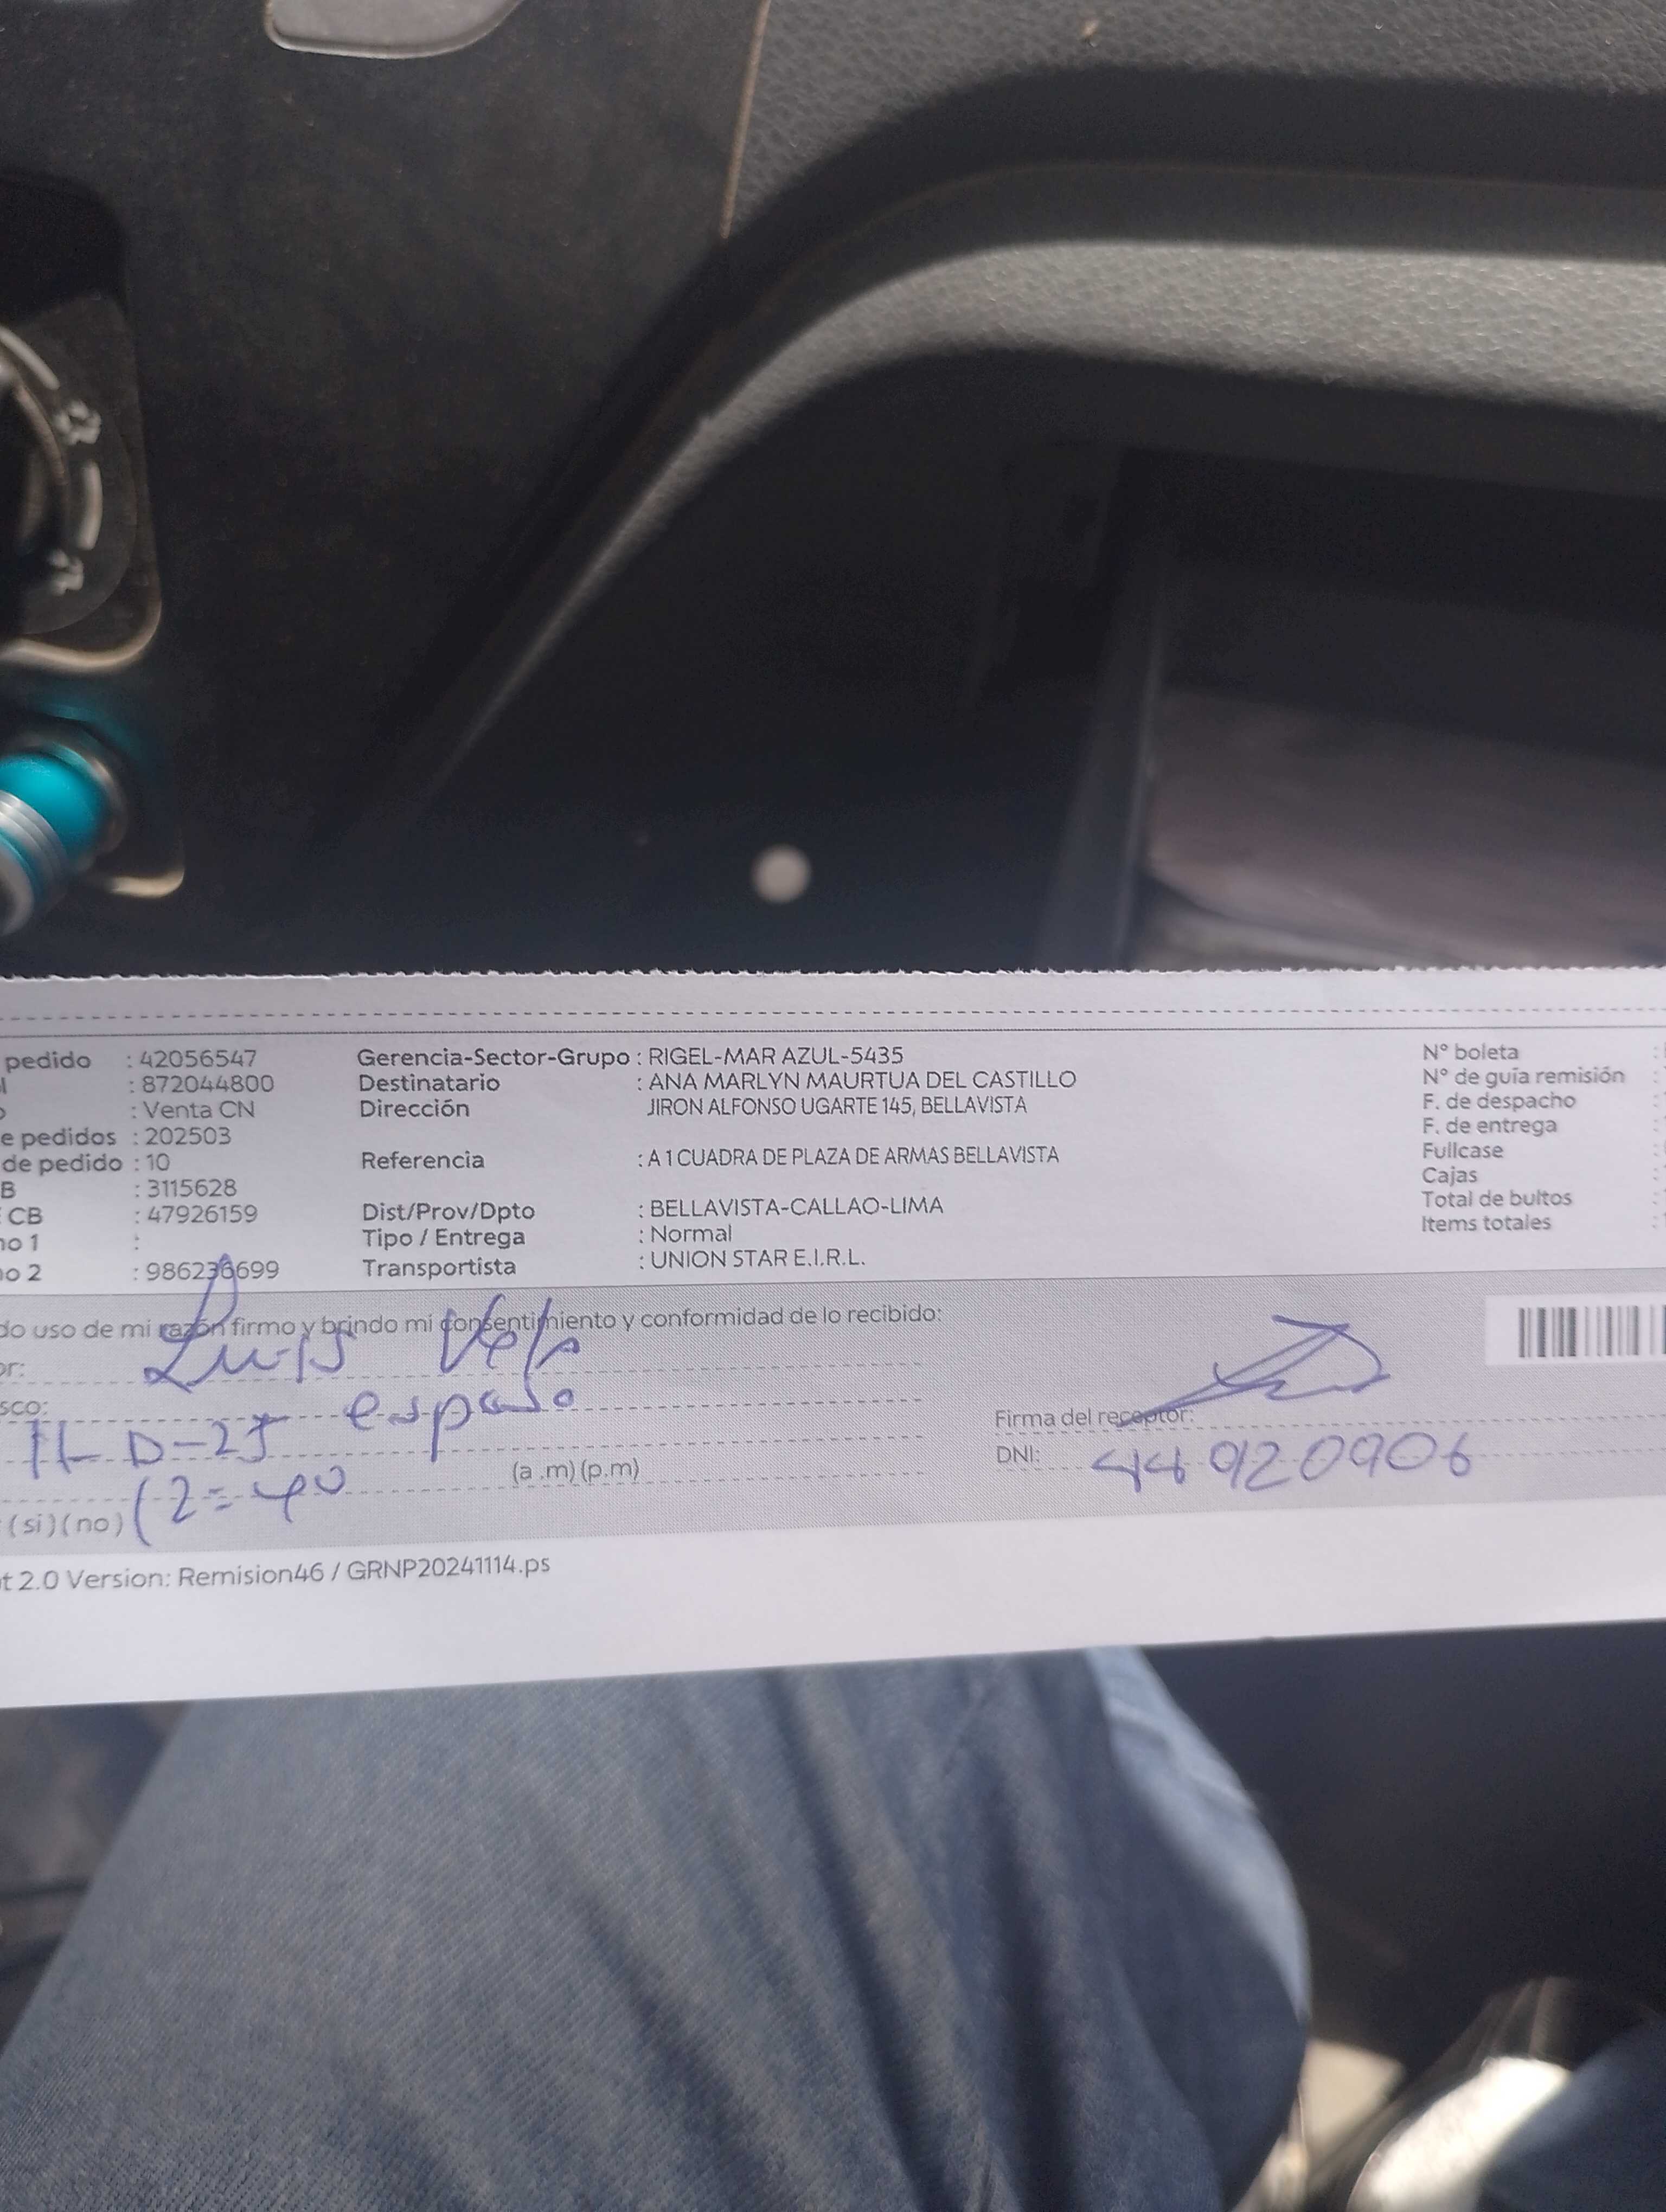 pedido : 42056547 Gerencia-Sector-Grupo : RIGEL-MAR AZUL-5435 N° boleta :
: 872044800 Destinatario : ANA MARLYN MAURTUA DEL CASTILLO N° de guía remisión :
: Venta CN Dirección JIRON ALFONSO UGARTE 145, BELLAVISTA F. de despacho :
e pedidos : 202503 F. de entrega :
de pedido : 10 Referencia : A 1 CUADRA DE PLAZA DE ARMAS BELLAVISTA Fullcase :
B : 3115628 Cajas :
CB : 47926159 Dist/Prov/Dpto : BELLAVISTA-CALLAO-LIMA Total de bultos :
no 1 : Tipo / Entrega : Normal Items totales :
no 2 : 986236699 Transportista : UNION STAR E.I.R.L.
do uso de mi razón firmo y brindo mi consentimiento y conformidad de lo recibido:
or: Luis Vela
sco: esposo
Firma del receptor:
D-25
DNI: 44920906
(a .m) (p.m)
(si) (no) 12=40
t 2.0 Version: Remision46 / GRNP20241114.ps